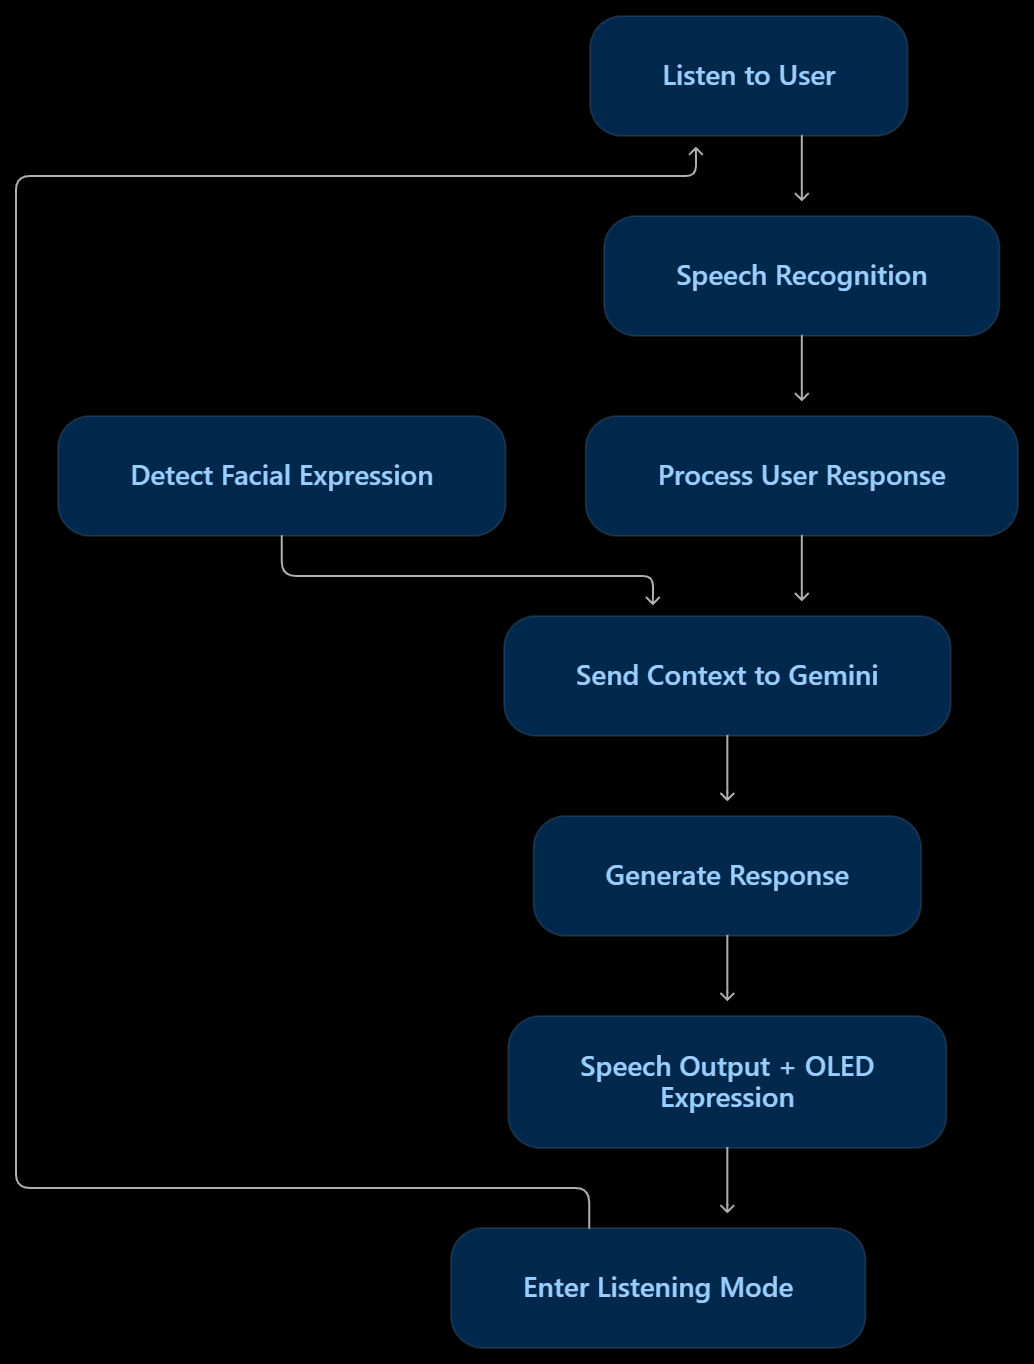 Listen to User
Speech Recognition
Detect Facial Expression
Process User Response
Send Context to Gemini
Generate Response
Speech Output + OLED
Expression
Enter Listening Mode